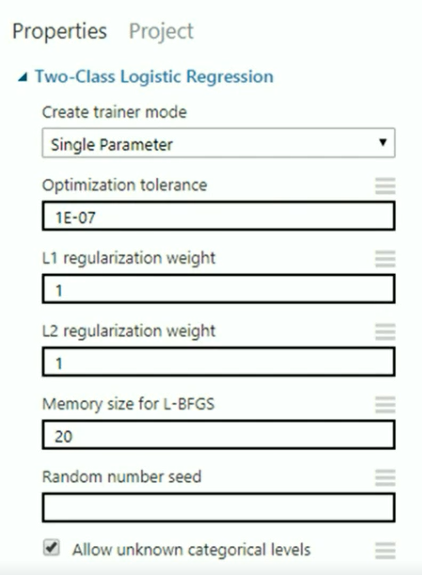 Properties Project
Two-Class Logistic Regression
Create trainer mode
Single Parameter
Optimization tolerance
1E-07
L1 regularization weight
1
L2 regularization weight
1
Memory size for L-BFGS
20
Random number seed
Allow unknown categorical levels